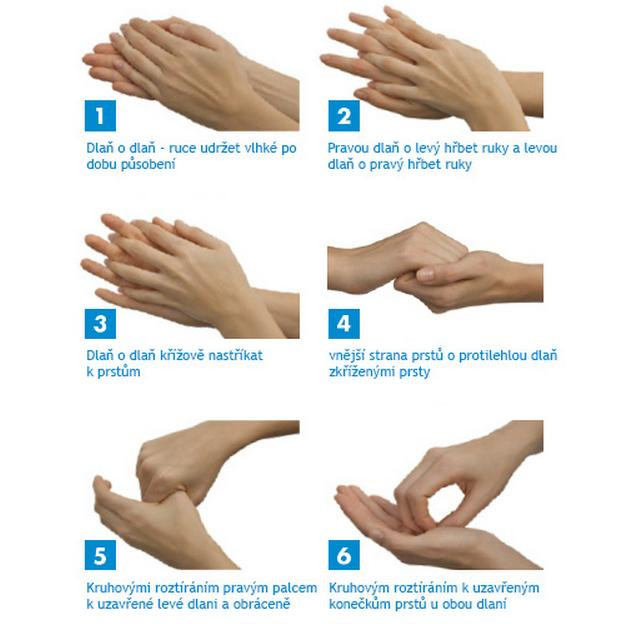 1
Dlaň o dlaň - ruce udržet vlhké po
dobu působení
2
Pravou dlaň o levý hřbet ruky a levou
dlaň o pravý hřbet ruky
3
Dlaň o dlaň křížově nastříkat
k prstům
4
vnější strana prstů o protilehlou dlaň
zkříženými prsty
5
Kruhovými roztíráním pravým palcem
k uzavřené levé dlani a obráceně
6
Kruhovým roztíráním k uzavřeným
konečkům prstů u obou dlaní